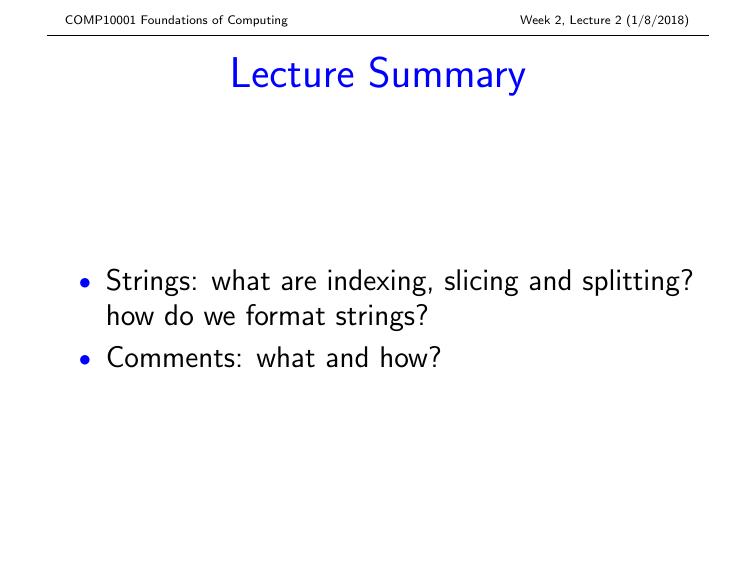 COMP10001 Foundations of Computing
Week 2, Lecture 2 (1/8/2018)
Lecture Summary
• Strings: what are indexing, slicing and splitting?
how do we format strings?
• Comments: what and how?